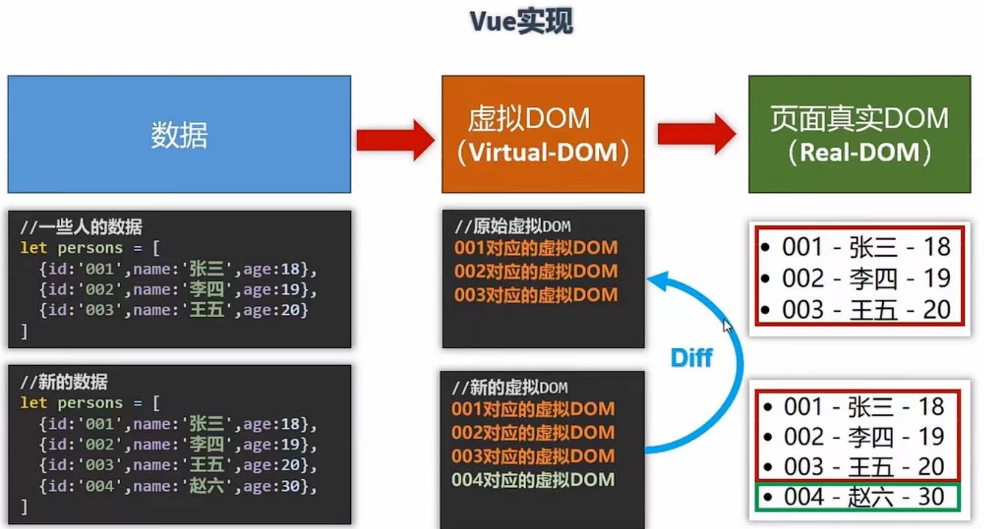 Vue实现
数据
虚拟DOM
（Virtual-DOM）
页面真实DOM
（Real-DOM）
//一些人的数据
let persons = [
{id:'001',name:'张三',age:18},
{id:'002',name:'李四',age:19},
{id:'003',name:'王五',age:20}
]
//原始虚拟DOM
001对应的虚拟DOM
002对应的虚拟DOM
003对应的虚拟DOM
• 001 - 张三 - 18
• 002 - 李四 - 19
• 003 - 王五 - 20
Diff
//新的数据
let persons = [
{id:'001',name:'张三',age:18},
{id:'002',name:'李四',age:19},
{id:'003',name:'王五',age:20},
{id:'004',name:'赵六',age:30},
]
//新的虚拟DOM
001对应的虚拟DOM
002对应的虚拟DOM
003对应的虚拟DOM
004对应的虚拟DOM
• 001 - 张三 - 18
• 002 - 李四 - 19
• 003 - 王五 - 20
• 004 - 赵六 - 30